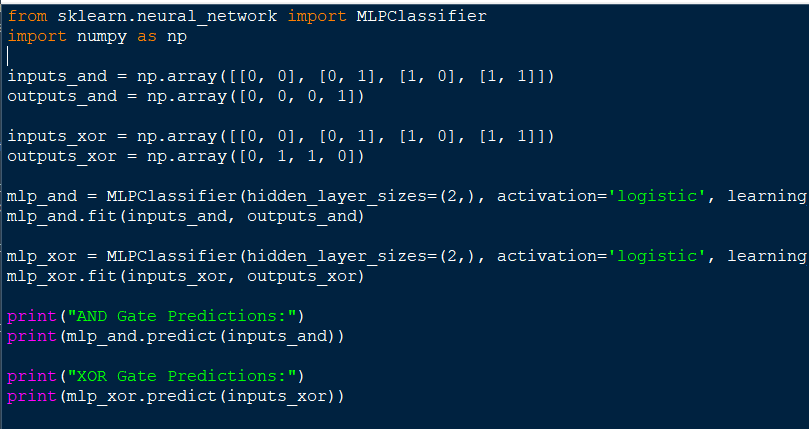 from sklearn.neural_network import MLPClassifier
import numpy as np
inputs_and = np.array([[0, 0], [0, 1], [1, 0], [1, 1]])
outputs_and = np.array([0, 0, 0, 1])
inputs_xor = np.array([[0, 0], [0, 1], [1, 0], [1, 1]])
outputs_xor = np.array([0, 1, 1, 0])
mlp_and = MLPClassifier(hidden_layer_sizes=(2,), activation='logistic', learning
mlp_and.fit(inputs_and, outputs_and)
mlp_xor = MLPClassifier(hidden_layer_sizes=(2,), activation='logistic', learning
mlp_xor.fit(inputs_xor, outputs_xor)
print("AND Gate Predictions:")
print(mlp_and.predict(inputs_and))
print("XOR Gate Predictions:")
print(mlp_xor.predict(inputs_xor))